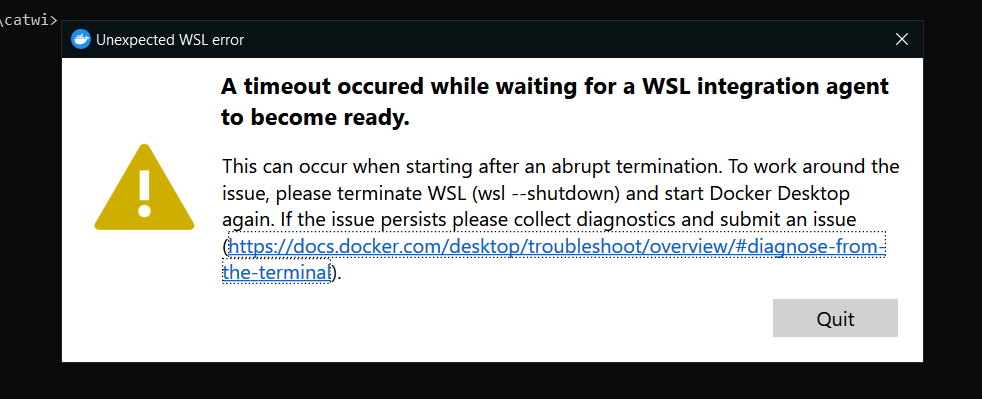 \catwi>
Unexpected WSL error
A timeout occured while waiting for a WSL integration agent
to become ready.
This can occur when starting after an abrupt termination. To work around the
issue, please terminate WSL (wsl --shutdown) and start Docker Desktop
again. If the issue persists please collect diagnostics and submit an issue
(https://docs.docker.com/desktop/troubleshoot/overview/#diagnose-from-
the-terminal).
Quit